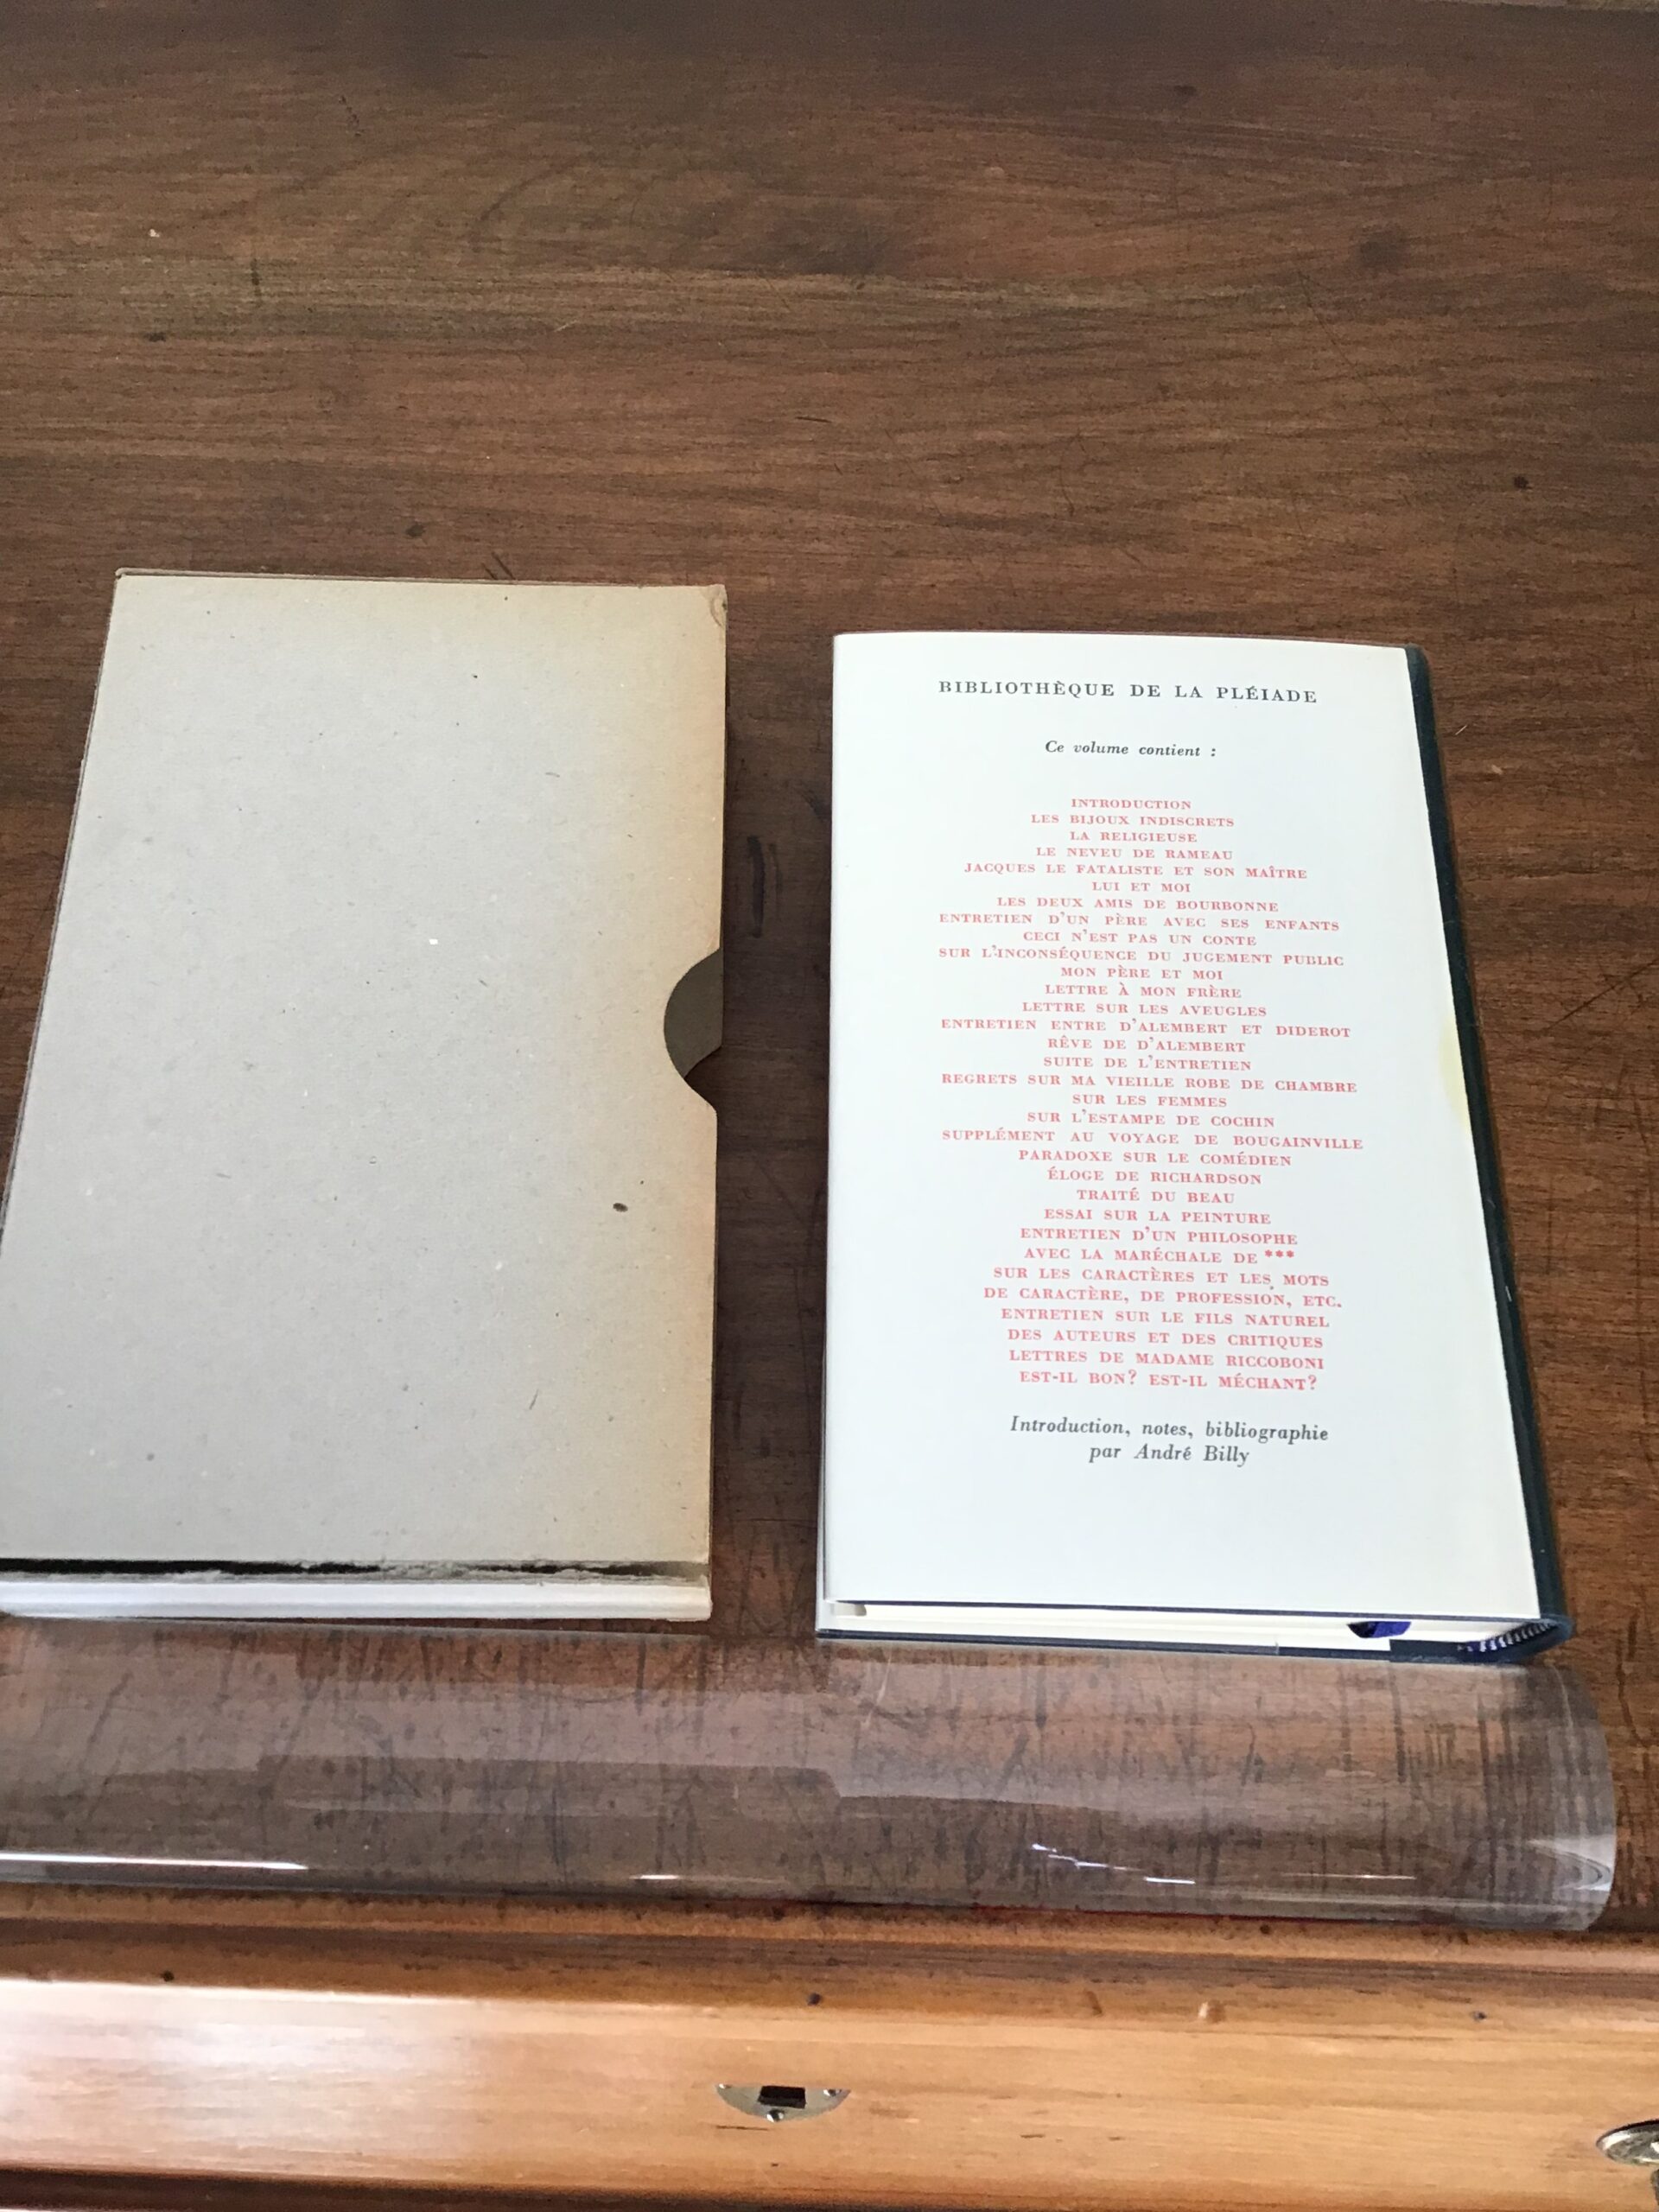 BIBLIOTHÈQUE DE LA PLÉIADE
Ce volume contient :
INTRODUCTION
LES BIJOUX INDISCRETS
LA RELIGIEUSE
LE NEVEU DE RAMEAU
JACQUES LE FATALISTE ET SON MAÎTRE
LUI ET MOI
LES DEUX AMIS DE BOURBONNE
ENTRETIEN D'UN PÈRE AVEC SES ENFANTS
CECI N'EST PAS UN CONTE
SUR L'INCONSÉQUENCE DU JUGEMENT PUBLIC
MON PÈRE ET MOI
LETTRE À MON FRÈRE
LETTRE SUR LES AVEUGLES
ENTRETIEN ENTRE D'ALEMBERT ET DIDEROT
RÊVE DE D'ALEMBERT
SUITE DE L'ENTRETIEN
REGRETS SUR MA VIEILLE ROBE DE CHAMBRE
SUR LES FEMMES
SUR L'ESTAMPE DE COCHIN
SUPPLÉMENT AU VOYAGE DE BOUGAINVILLE
PARADOXE SUR LE COMÉDIEN
ÉLOGE DE RICHARDSON
TRAITÉ DU BEAU
ESSAI SUR LA PEINTURE
ENTRETIEN D'UN PHILOSOPHE
AVEC LA MARÉCHALE DE ***
SUR LES CARACTÈRES ET LES MOTS
DE CARACTÈRE, DE PROFESSION, ETC.
ENTRETIEN SUR LE FILS NATUREL
DES AUTEURS ET DES CRITIQUES
LETTRES DE MADAME RICCOBONI
EST-IL BON? EST-IL MÉCHANT?
Introduction, notes, bibliographie
par André Billy